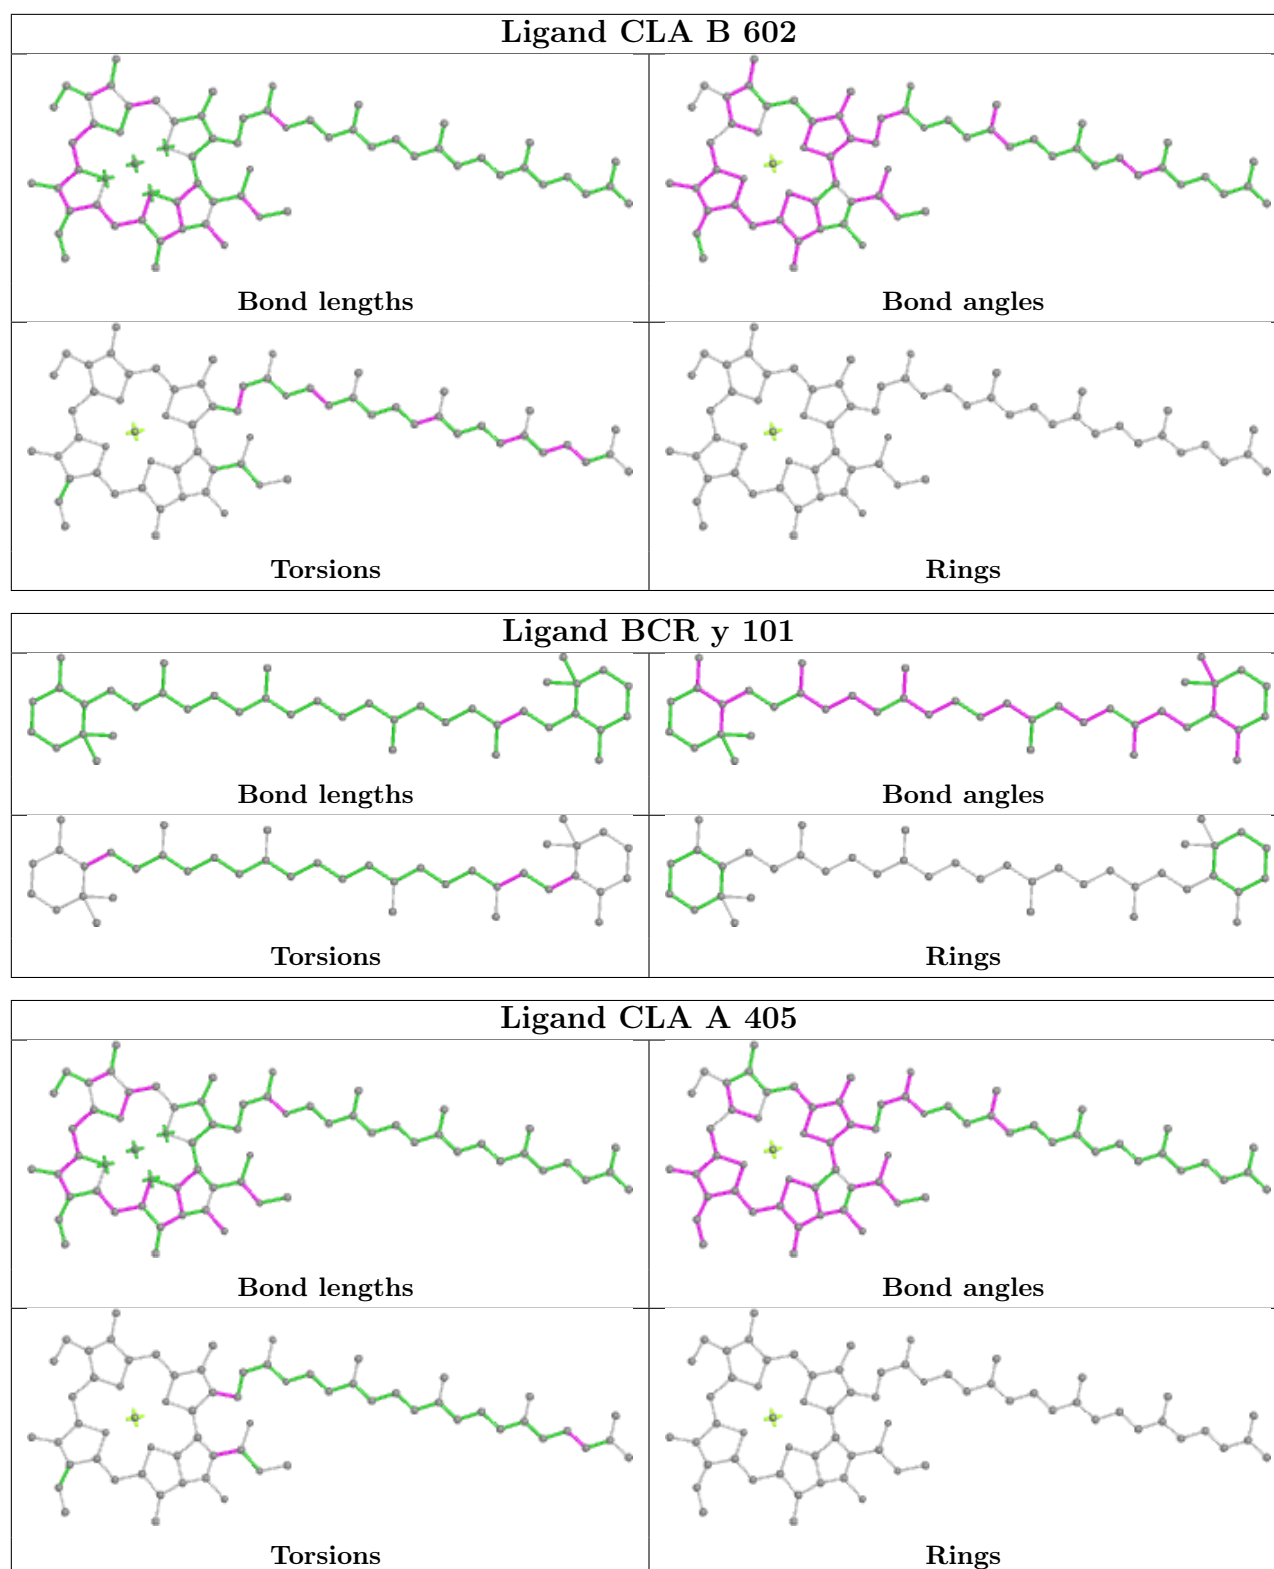 Ligand CLA B 602
Bond lengths
Bond angles
Torsions
Rings
Ligand BCR y 101
Bond lengths
Bond angles
Torsions
Rings
Ligand CLA A 405
Bond lengths
Bond angles
Torsions
Rings